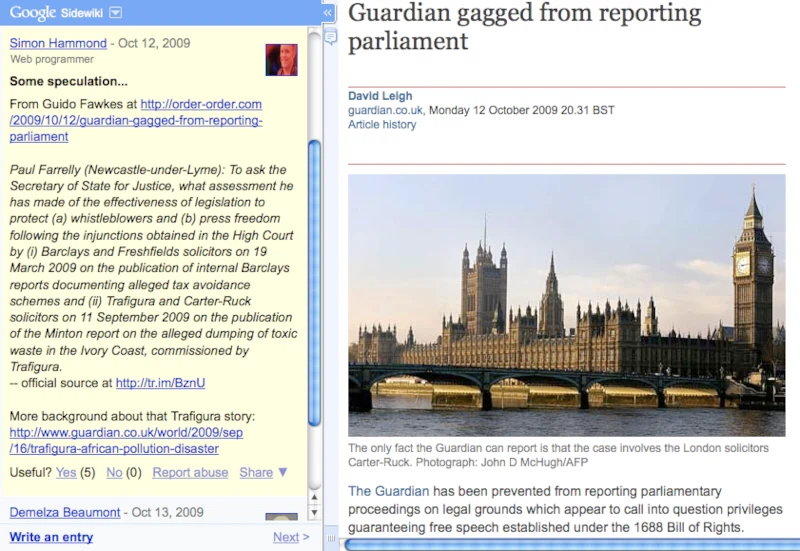 Google Sidewiki
Simon Hammond - Oct 12, 2009
Web programmer
Some speculation...
From Guido Fawkes at http://order-order.com
/2009/10/12/guardian-gagged-from-reporting-
parliament
Paul Farrelly (Newcastle-under-Lyme): To ask the
Secretary of State for Justice, what assessment he
has made of the effectiveness of legislation to
protect (a) whistleblowers and (b) press freedom
following the injunctions obtained in the High Court
by (i) Barclays and Freshfields solicitors on 19
March 2009 on the publication of internal Barclays
reports documenting alleged tax avoidance
schemes and (ii) Trafigura and Carter-Ruck
solicitors on 11 September 2009 on the publication
of the Minton report on the alleged dumping of toxic
waste in the Ivory Coast, commissioned by
Trafigura.
-- official source at http://tr.im/BznU
More background about that Trafigura story:
http://www.guardian.co.uk/world/2009/sep
/16/trafigura-african-pollution-disaster
Useful? Yes (5) No (0) Report abuse Share ▼
Demelza Beaumont - Oct 13, 2009
Write an entry
Next >
«
Guardian gagged from reporting
parliament
David Leigh
guardian.co.uk, Monday 12 October 2009 20.31 BST
Article history
The only fact the Guardian can report is that the case involves the London solicitors
Carter-Ruck. Photograph: John D McHugh/AFP
The Guardian has been prevented from reporting parliamentary
proceedings on legal grounds which appear to call into question privileges
guaranteeing free speech established under the 1688 Bill of Rights.